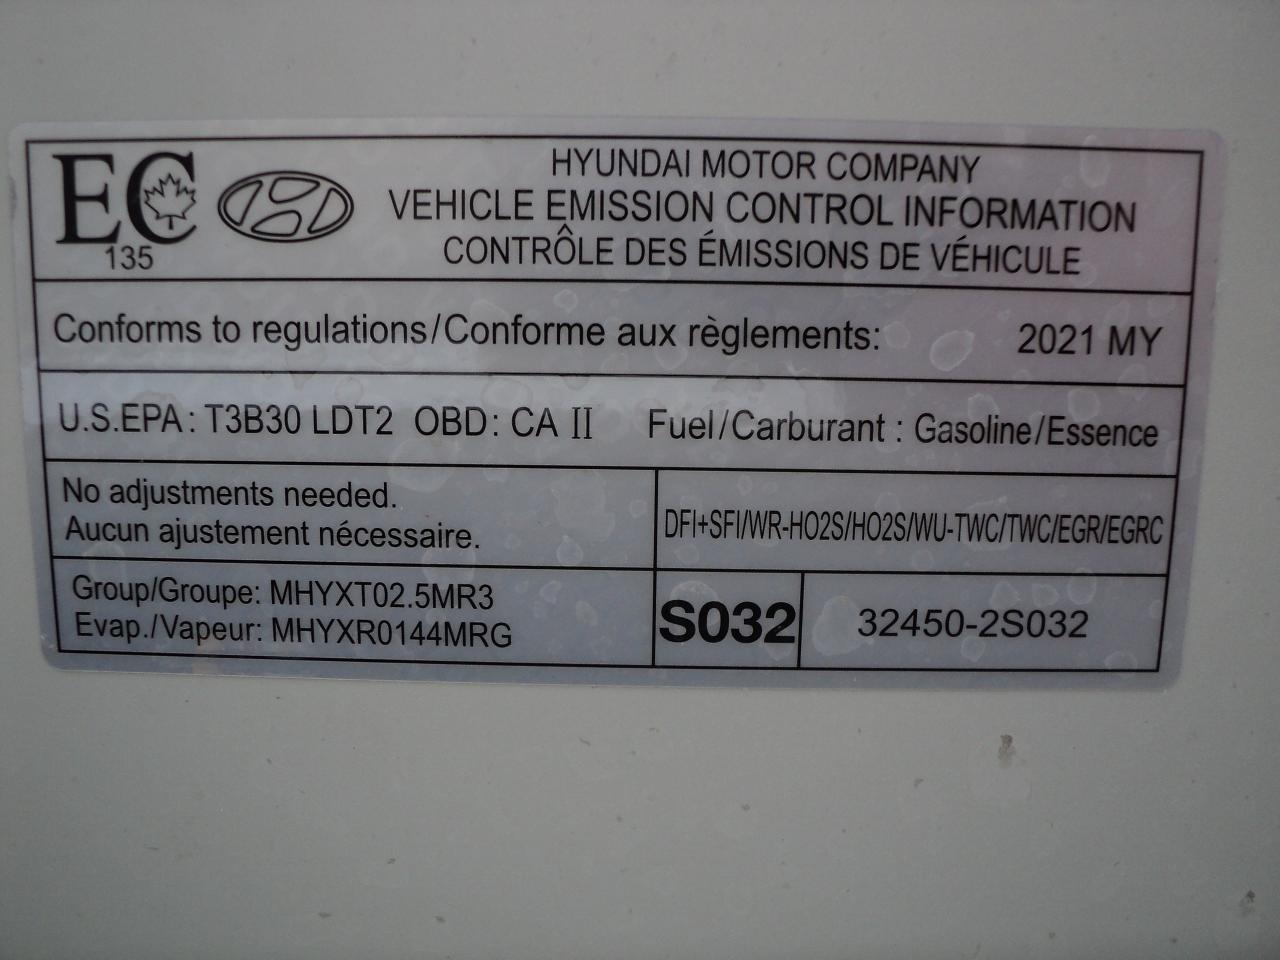 EC
135
HYUNDAI MOTOR COMPANY
VEHICLE EMISSION CONTROL INFORMATION
CONTRÔLE DES ÉMISSIONS DE VÉHICULE
Conforms to regulations/Conforme aux règlements: 2021 MY
U.S.EPA: T3B30 LDT2 OBD: CA II Fuel/Carburant : Gasoline/Essence
No adjustments needed.
Aucun ajustement nécessaire.
DFI+SFI/WR-HO2S/HO2S/WU-TWC/TWC/EGR/EGRC
Group/Groupe: MHYXT02.5MR3
Evap./Vapeur: MHYXR0144MRG
S032 32450-2S032